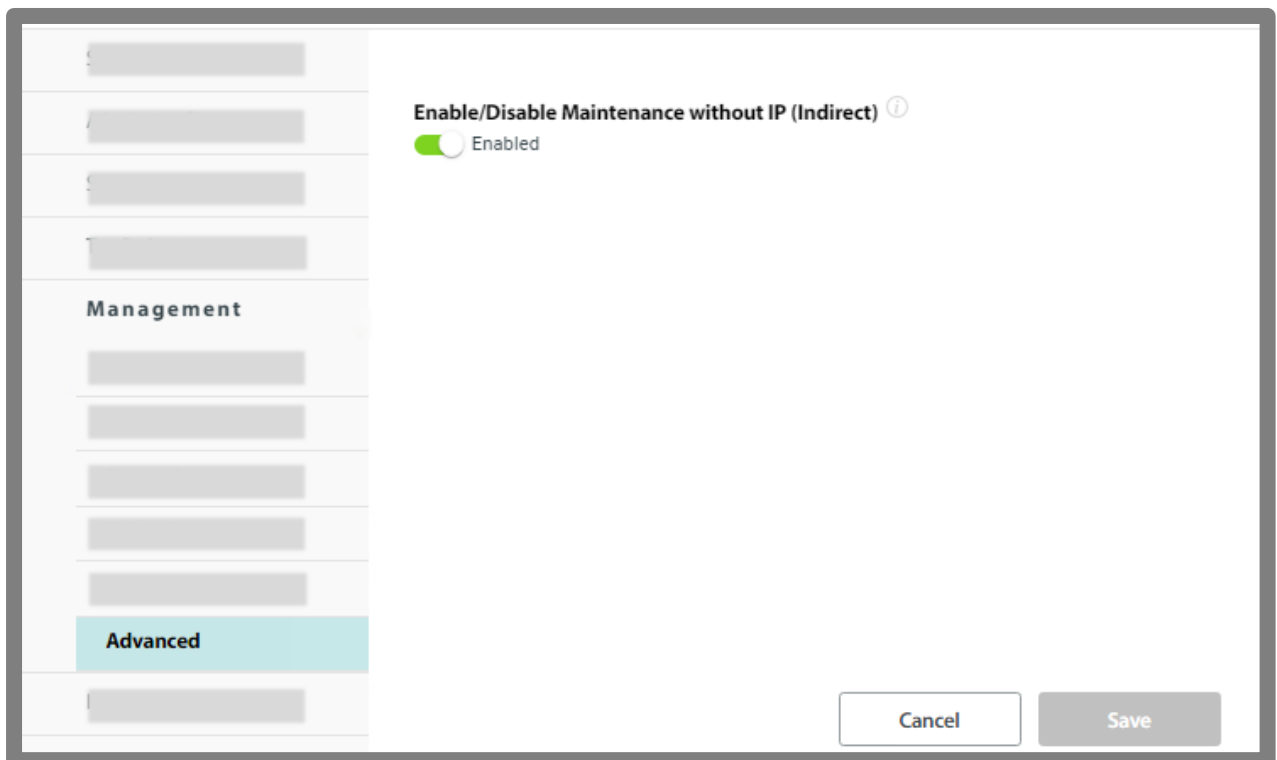 Enable/Disable Maintenance without IP (Indirect)
Enabled
Management
Advanced
Cancel
Save